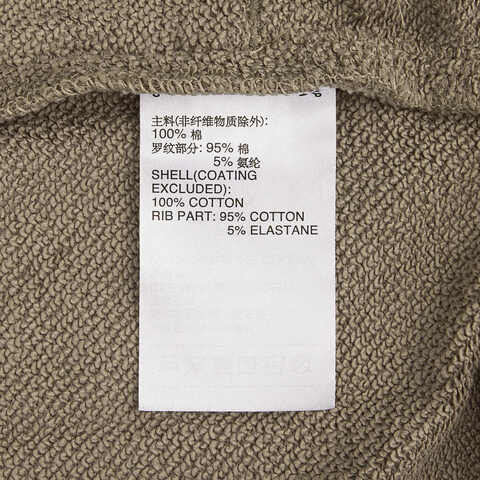 主料(非纤维物质除外):
100% 棉
罗纹部分: 95% 棉
5% 氨纶
SHELL(COATING
EXCLUDED):
100% COTTON
RIB PART: 95% COTTON
5% ELASTANE